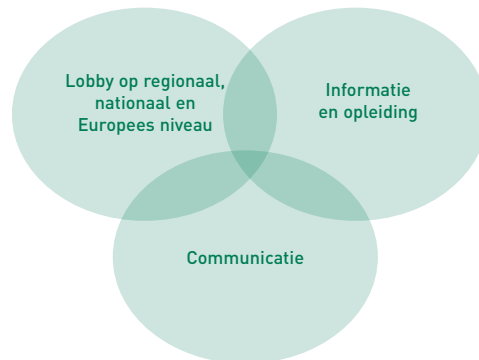 Lobby op regionaal,
nationaal en
Europees niveau
Informatie
en opleiding
Communicatie